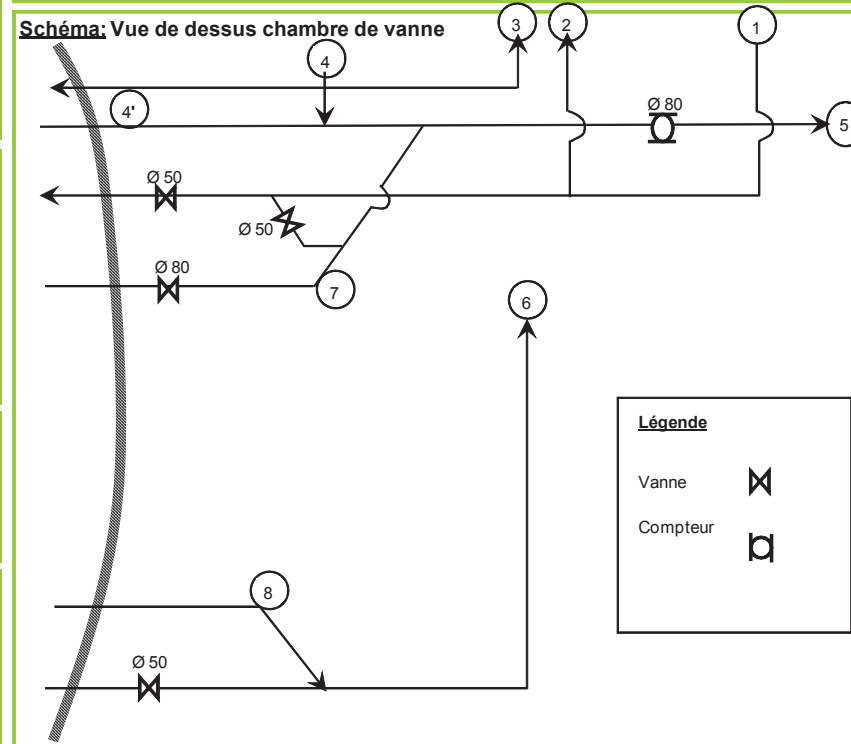 Schéma: Vue de dessus chambre de vanne
3
2
1
4
4'
Ø 80
5
Ø 50
Ø 50
Ø 80
7
6
Légende
Vanne
Compteur
8
Ø 50